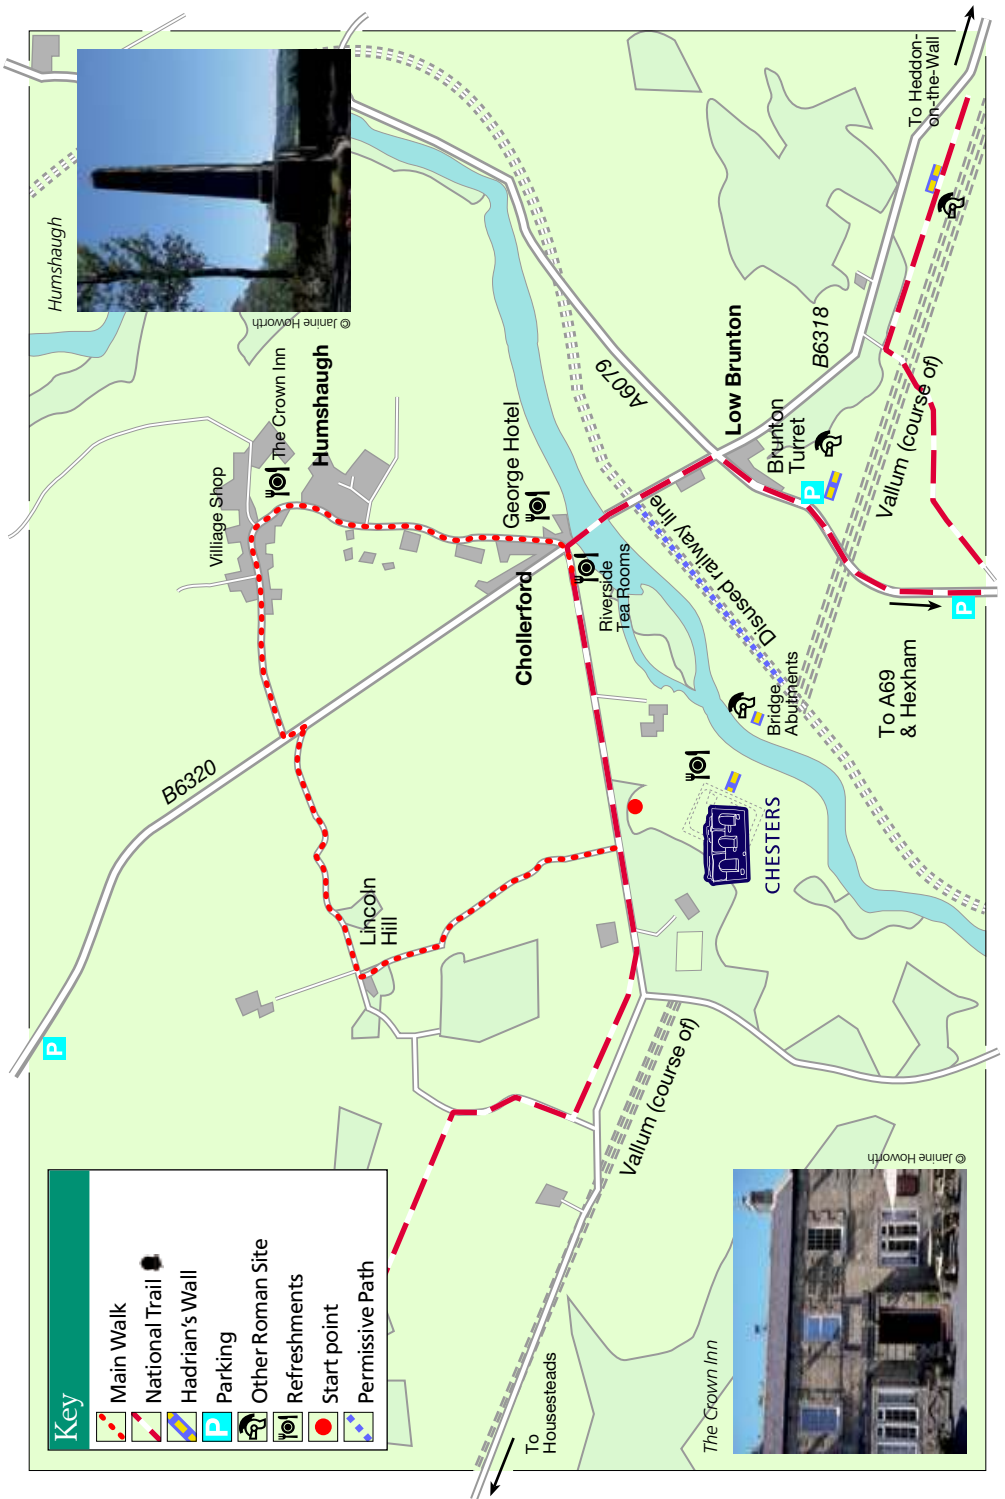 Key
Main Walk
National Trail
Hadrian's Wall
P
Parking
Other Roman Site
Refreshments
Start point
Permissive Path
Humshaugh
© Janine Howorth
The Crown Inn
© Janine Howorth
P
B6320
Villiage Shop
The Crown Inn
Humshaugh
George Hotel
Chollerford
Riverside
Tea Rooms
Lincoln
Hill
A6079
Low Brunton
B6318
Brunton
Turret
P
To Heddon-
on-the-Wall
Vallum (course of)
Disused railway line
Bridge
Abutments
CHESTERS
To A69
& Hexham
P
Vallum (course of)
To
Housesteads